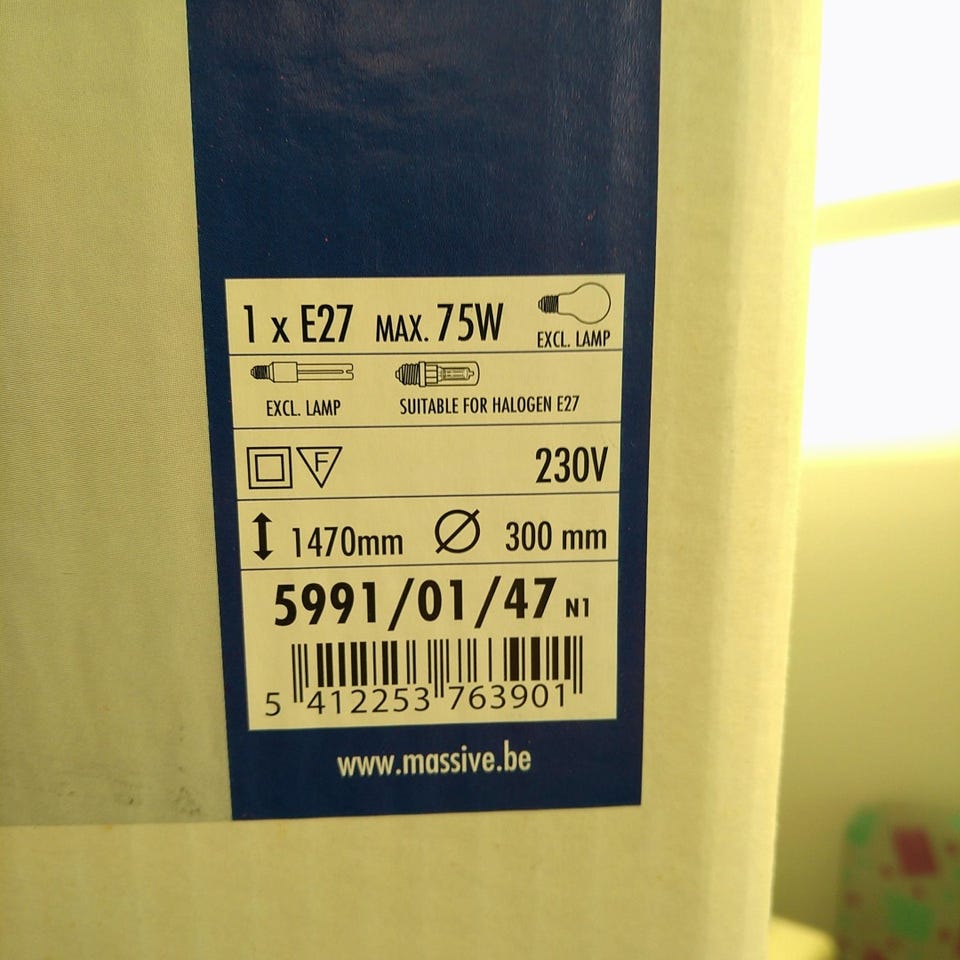 1 x E27 MAX. 75W
EXCL. LAMP
EXCL. LAMP SUITABLE FOR HALOGEN E27
F 230V
1470mm Ø 300 mm
5991/01/47 N1
5 412253 763901
www.massive.be